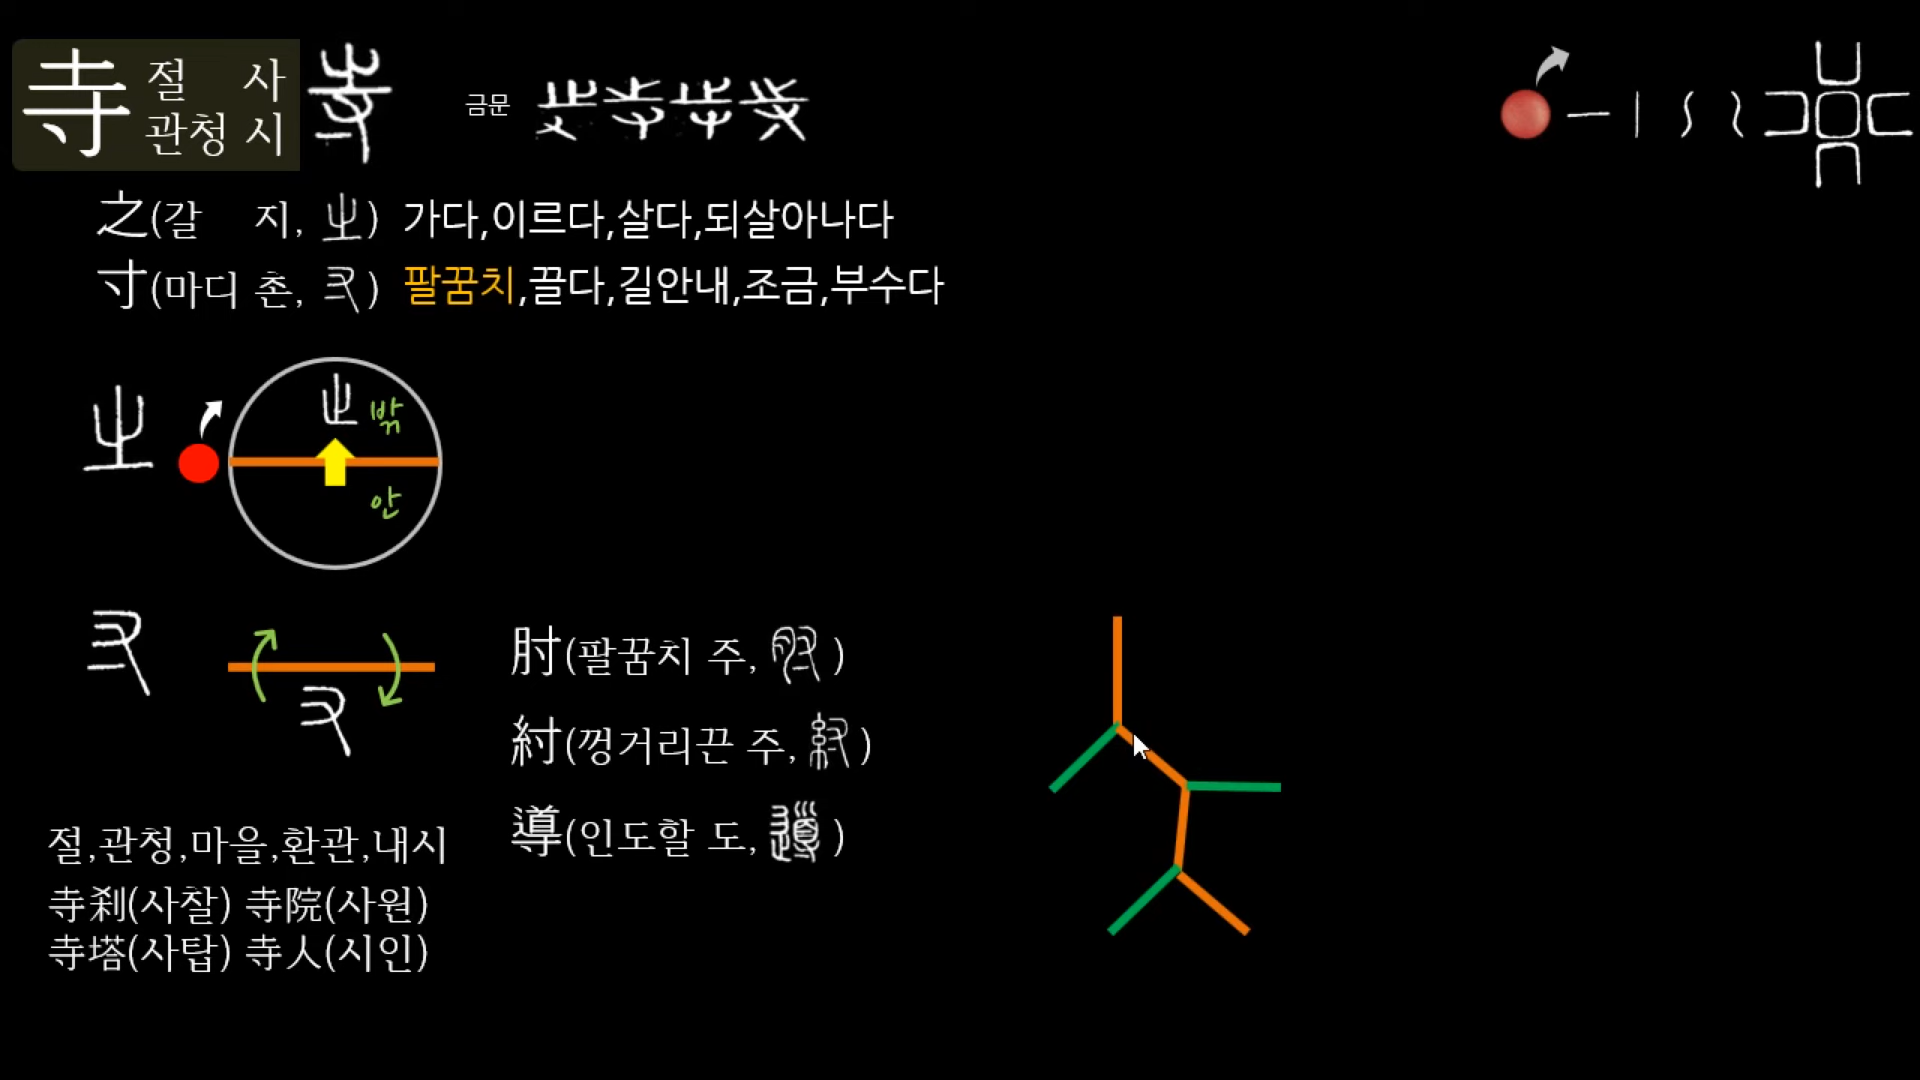 寺 절 사
관청 시
금문
之(갈 지, ) 가다,이르다,살다,되살아나다
寸(마디 촌, ) 팔꿈치,끌다,길안내,조금,부수다
밖
안
肘(팔꿈치 주, )
紂(껑거리끈 주, )
導(인도할 도, )
절,관청,마을,환관,내시
寺刹(사찰) 寺院(사원)
寺塔(사탑) 寺人(시인)